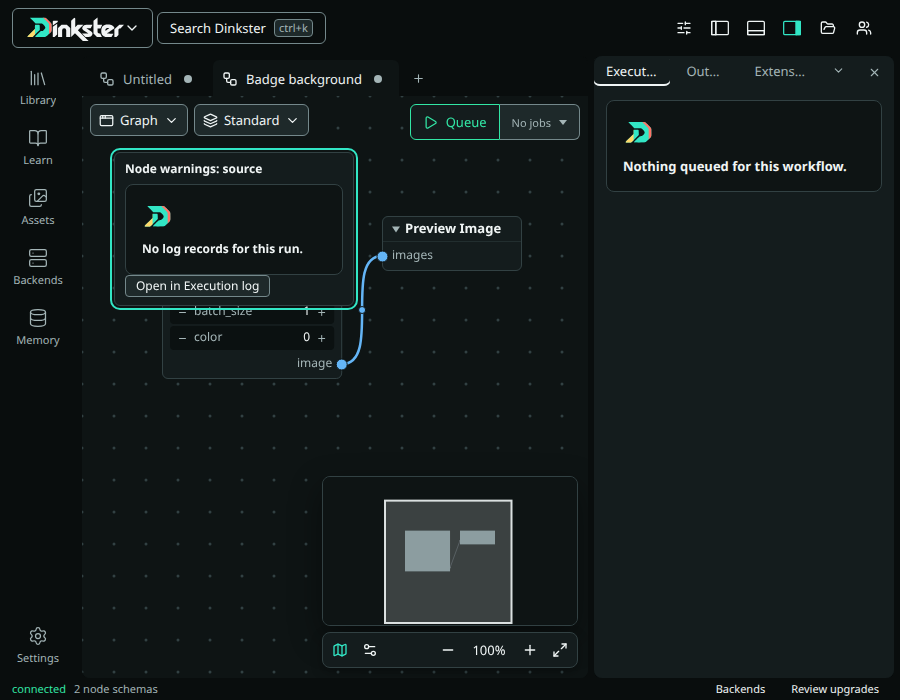 Dinkster
Search Dinkster ctrl+k
Library
Learn
Assets
Backends
Memory
Settings
Untitled
Badge background
Graph
Standard
Queue
No jobs
Node warnings: source
No log records for this run.
Open in Execution log
batch_size 1
color 0
image
Preview Image
images
100%
Execut...
Out...
Extens...
Nothing queued for this workflow.
connected 2 node schemas
Backends
Review upgrades